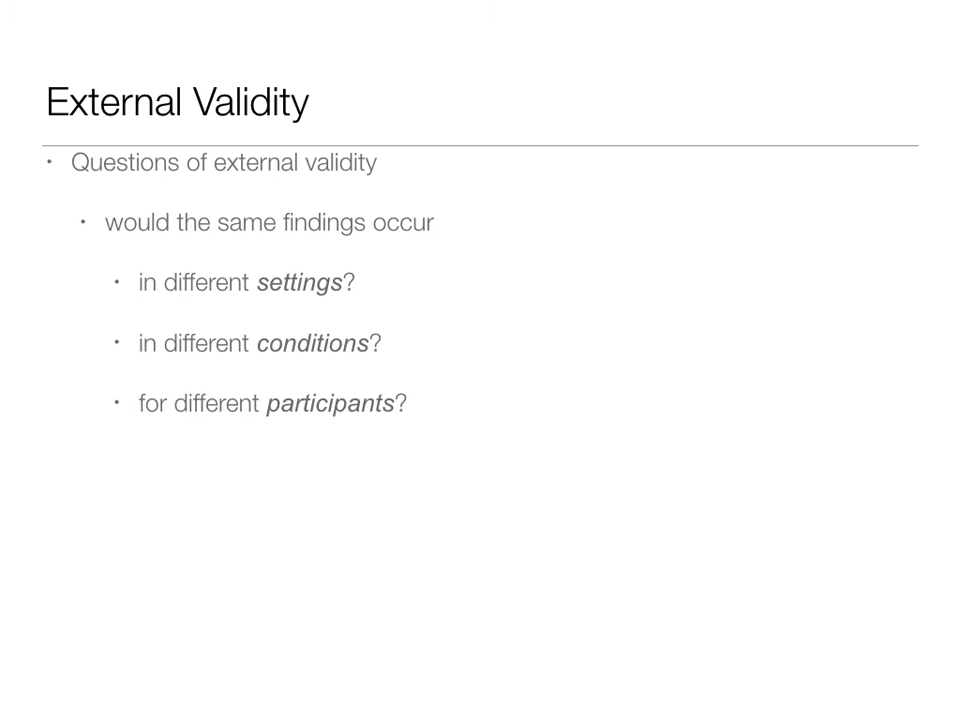 External Validity
• Questions of external validity
• would the same findings occur
• in different settings?
• in different conditions?
• for different participants?